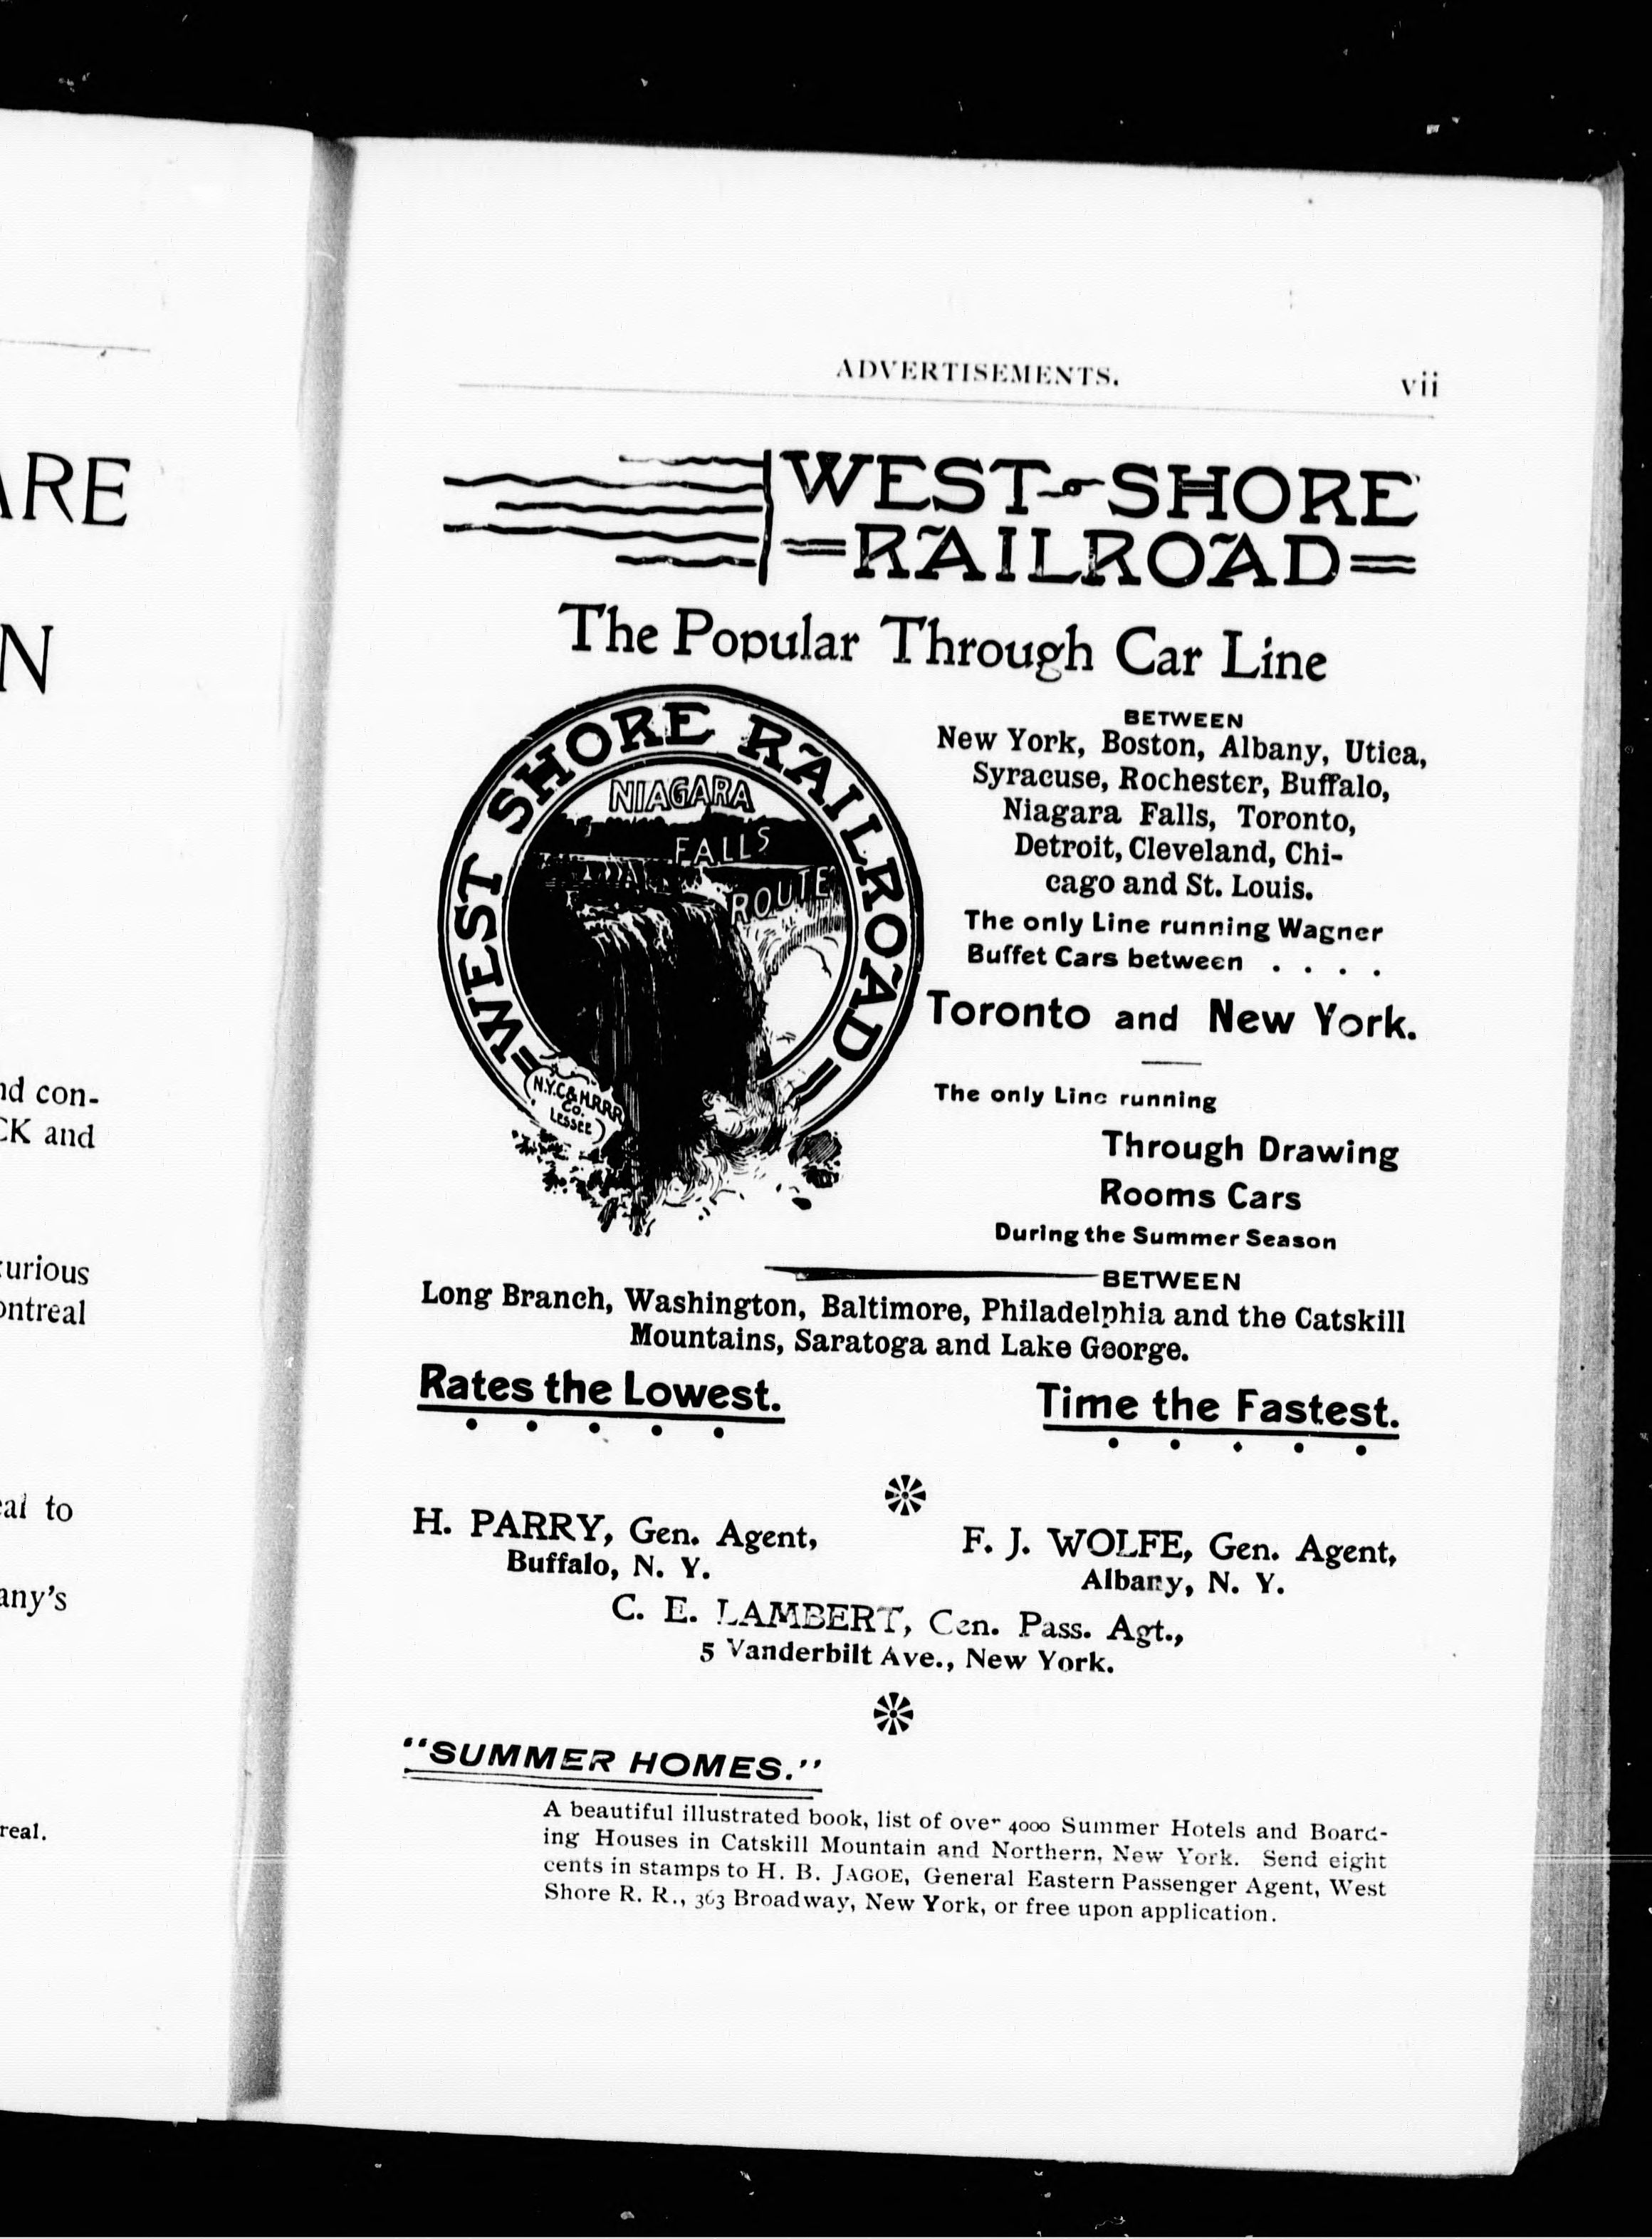 ARE
N
nd con-
CK and
urious
ontreal
al to
any's
real.
ADVERTISEMENTS.
vii
WEST SHORE
RAILROAD
The Popular Through Car Line
WEST SHORE RAILROAD
NIAGARA
FALLS
ROUTE
N.Y.C.& H.R.R.R
Co.
Lessee
BETWEEN
New York, Boston, Albany, Utica,
Syracuse, Rochester, Buffalo,
Niagara Falls, Toronto,
Detroit, Cleveland, Chi-
cago and St. Louis.
The only Line running Wagner
Buffet Cars between . . . .
Toronto and New York.
The only Line running
Through Drawing
Rooms Cars
During the Summer Season
BETWEEN
Long Branch, Washington, Baltimore, Philadelphia and the Catskill
Mountains, Saratoga and Lake George.
Rates the Lowest.
Time the Fastest.
H. PARRY, Gen. Agent,
Buffalo, N. Y.
F. J. WOLFE, Gen. Agent,
Albany, N. Y.
C. E. LAMBERT, Gen. Pass. Agt.,
5 Vanderbilt Ave., New York.
"SUMMER HOMES."
A beautiful illustrated book, list of over 4000 Summer Hotels and Board-
ing Houses in Catskill Mountain and Northern, New York. Send eight
cents in stamps to H. B. JAGOE, General Eastern Passenger Agent, West
Shore R. R., 363 Broadway, New York, or free upon application.